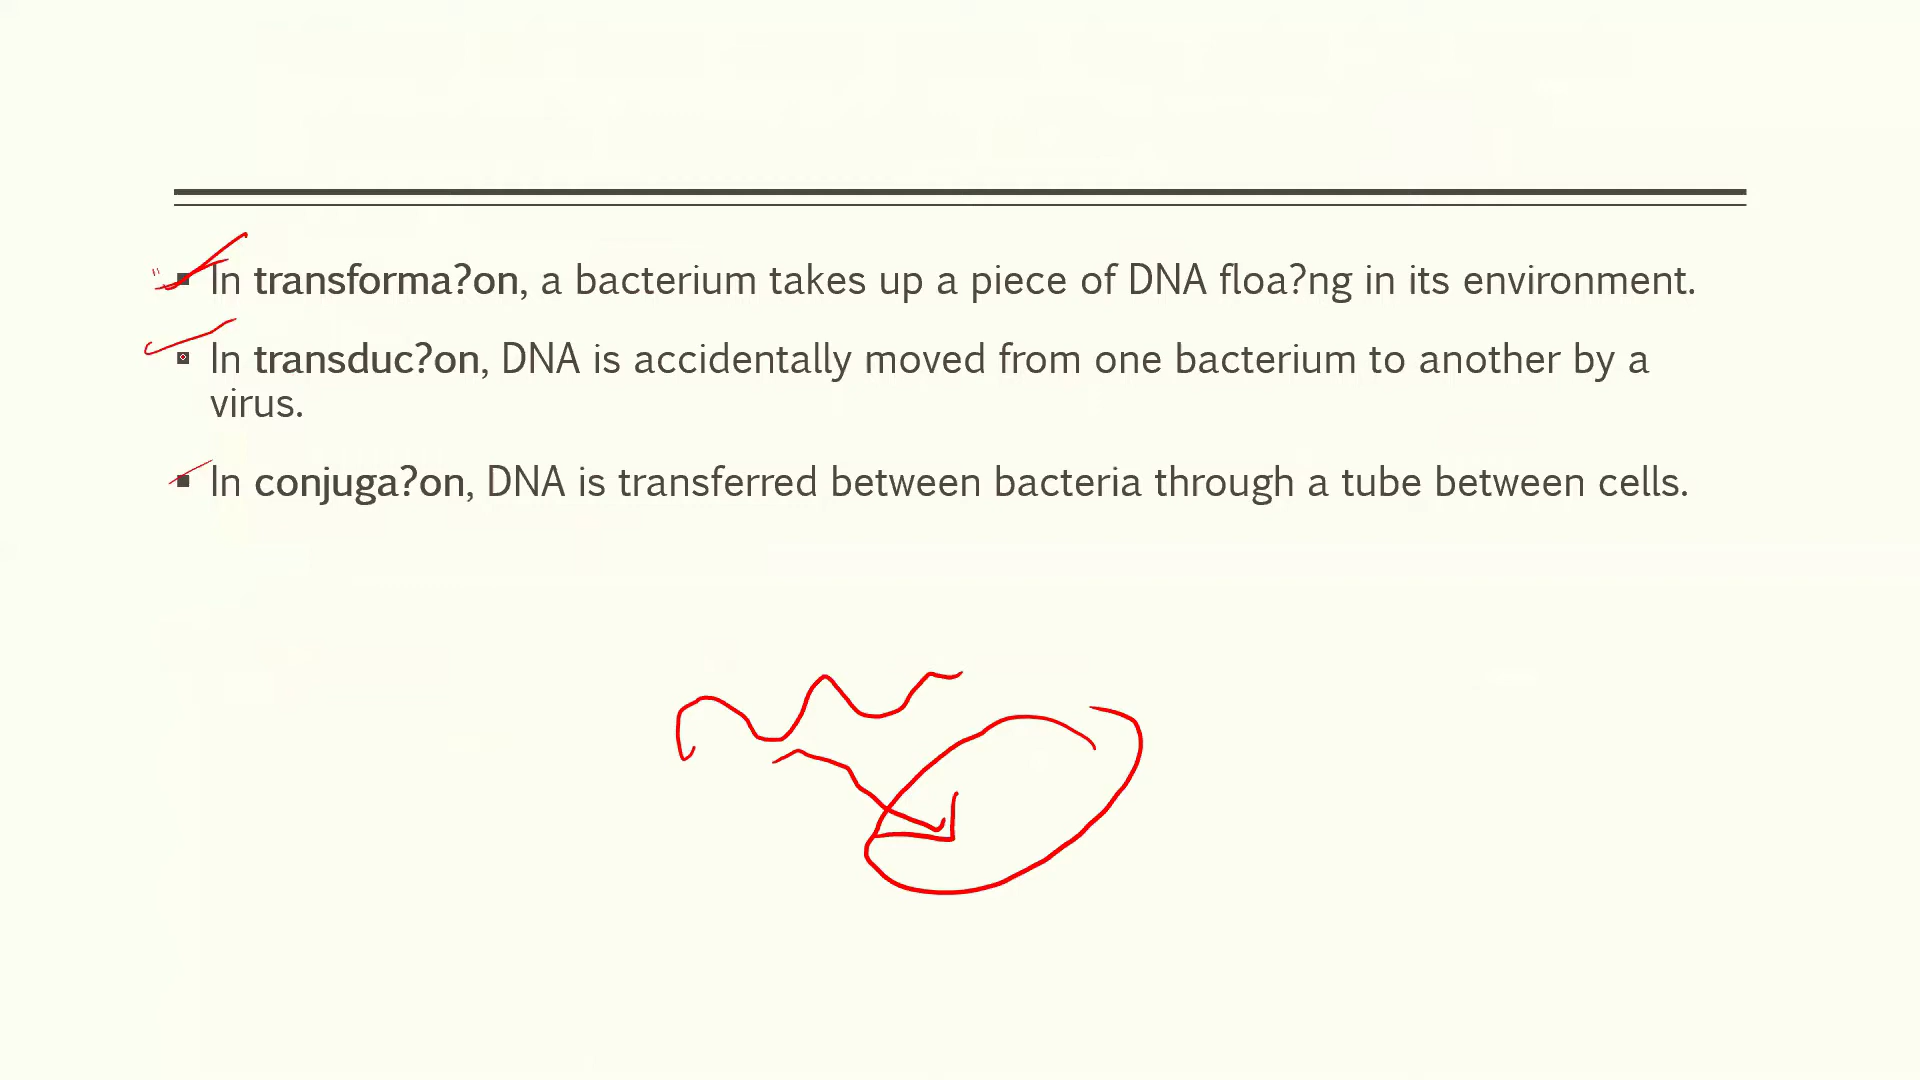 In transforma?on, a bacterium takes up a piece of DNA floa?ng in its environment.
In transduc?on, DNA is accidentally moved from one bacterium to another by a
virus.
In conjuga?on, DNA is transferred between bacteria through a tube between cells.